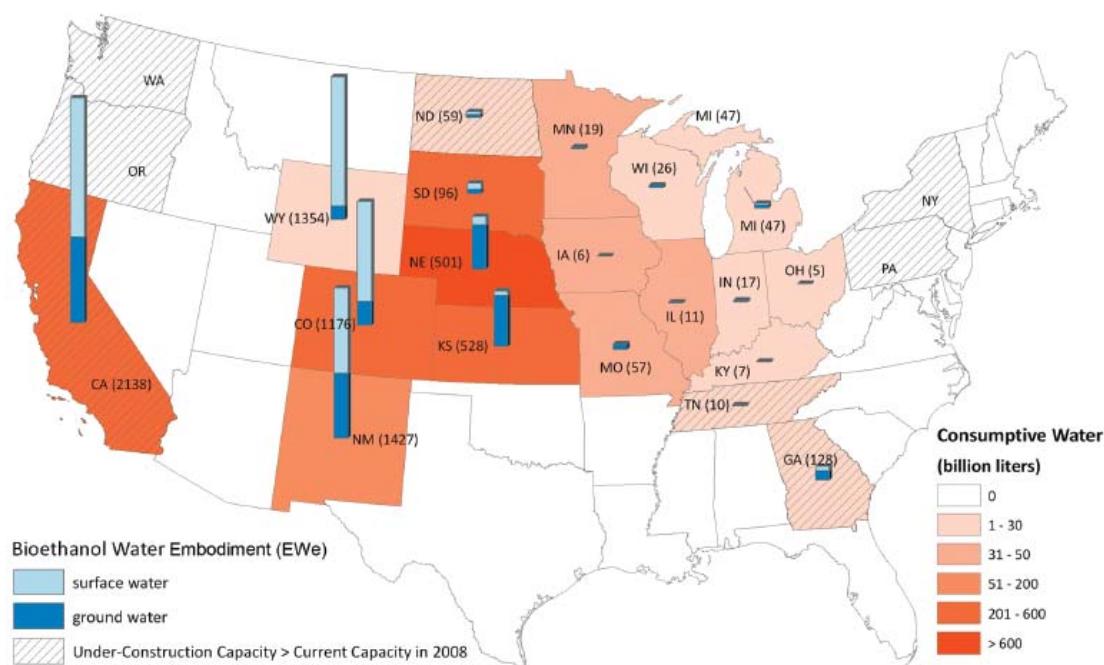 WA
OR
ND (59)
MN (19)
MI (47)
WI (26)
SD (96)
WY (1354)
NY
MI (47)
NE (501)
IA (6)
OH (5)
PA
IN (17)
CO (1176)
IL (11)
KS (528)
MO (57)
KY (7)
CA (2138)
TN (10)
NM (1427)
GA (128)
Consumptive Water
(billion liters)
0
1 - 30
31 - 50
51 - 200
201 - 600
> 600
Bioethanol Water Embodiment (EWe)
surface water
ground water
Under-Construction Capacity > Current Capacity in 2008